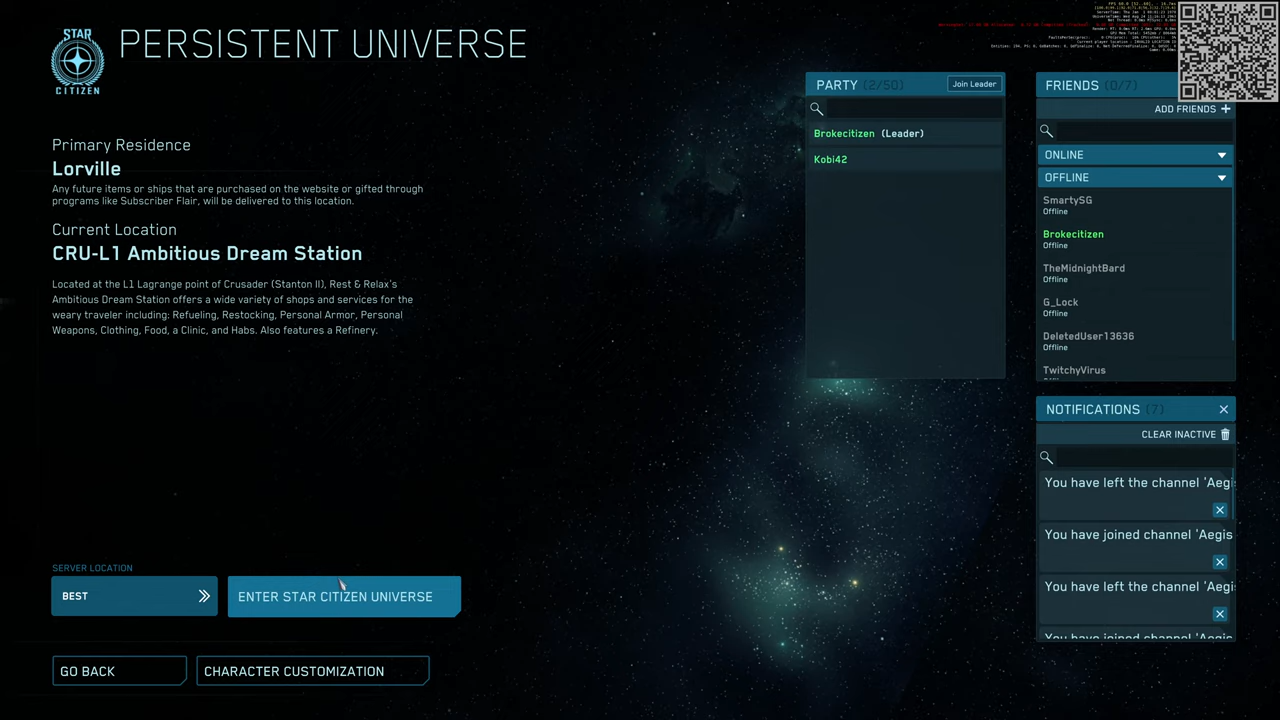 STAR
CITIZEN
PERSISTENT UNIVERSE
Primary Residence
Lorville
Any future items or ships that are purchased on the website or gifted through
programs like Subscriber Flair, will be delivered to this location.
Current Location
CRU-L1 Ambitious Dream Station
Located at the L1 Lagrange point of Crusader (Stanton II), Rest & Relax's
Ambitious Dream Station offers a wide variety of shops and services for the
weary traveler including: Refueling, Restocking, Personal Armor, Personal
Weapons, Clothing, Food, a Clinic, and Habs. Also features a Refinery.
SERVER LOCATION
BEST
ENTER STAR CITIZEN UNIVERSE
GO BACK
CHARACTER CUSTOMIZATION
PARTY (2/50)
Join Leader
Brokecitizen (Leader)
Kobi42
FRIENDS (0/7)
ADD FRIENDS +
ONLINE
OFFLINE
SmartySG
Offline
Brokecitizen
Offline
TheMidnightBard
Offline
G_Lock
Offline
DeletedUser13636
Offline
TwitchyVirus
NOTIFICATIONS (7)
CLEAR INACTIVE
You have left the channel 'Aegi
You have joined channel 'Aegis
You have left the channel 'Aegi
You have joined channel 'Aegis